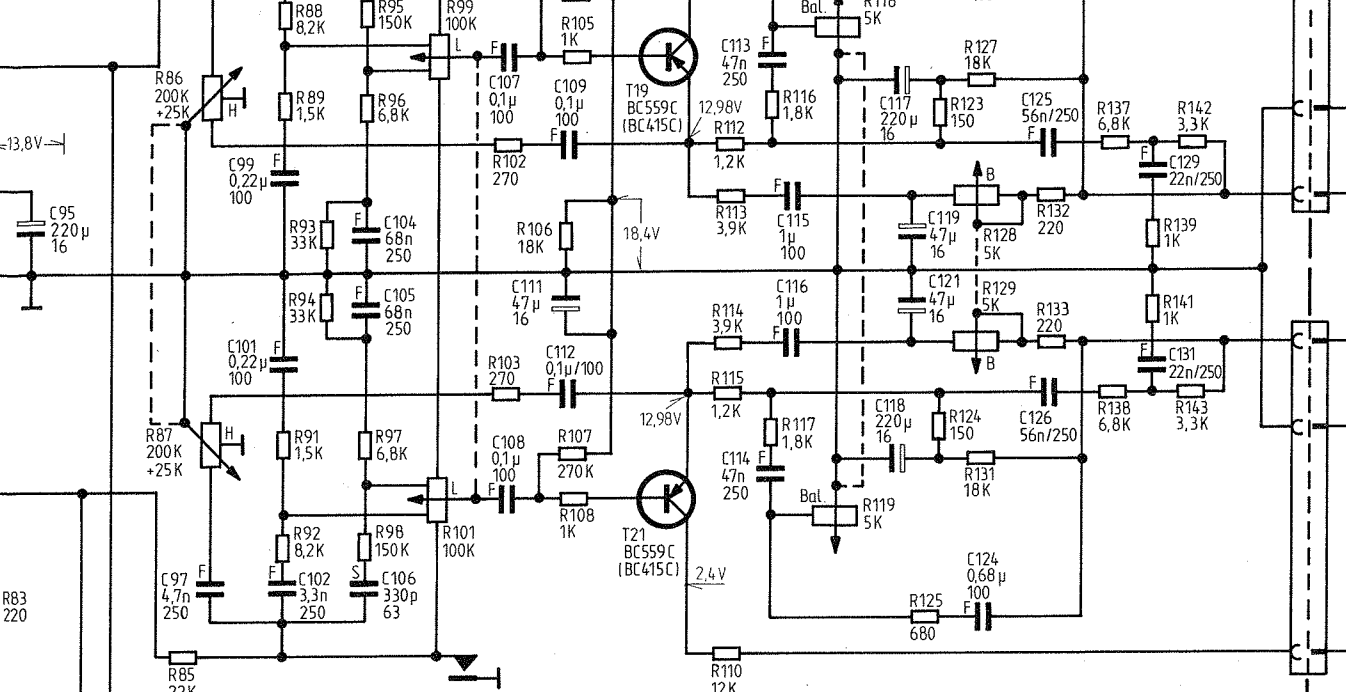 R88
8,2K
R95
150K
R99
100K
L
R105
1K
F
C107
0,1µ
100
C109
0,1µ
100
F
T19
BC559C
(BC415C)
12,98V
Bal.
R118
5K
C113
47n
250
F
R116
1,8K
C117
220µ
16
R127
18K
R123
150
C125
56n/250
F
R137
6,8K
R142
3,3K
R86
200K
+25K
H
R89
1,5K
R96
6,8K
13,8V
R102
270
R112
1,2K
C99
0,22µ
100
F
F
C129
22n/250
B
C95
220µ
16
R93
33K
F
C104
68n
250
R106
18K
18,4V
R113
3,9K
F
C115
1µ
100
C119
47µ
16
R128
5K
R132
220
R139
1K
R94
33K
F
C105
68n
250
C111
47µ
16
C116
1µ
100
F
C121
47µ
16
R129
5K
R133
220
R141
1K
R114
3,9K
B
C101
0,22µ
100
F
R103
270
C112
0,1µ/100
F
R115
1,2K
12,98V
F
C131
22n/250
F
C126
56n/250
R138
6,8K
R143
3,3K
R87
200K
+25K
H
R91
1,5K
R97
6,8K
C108
0,1µ
100
F
L
R107
270K
R117
1,8K
C118
220µ
16
R124
150
C114
47n
250
F
R131
18K
R101
100K
R108
1K
T21
BC559C
(BC415C)
Bal.
R119
5K
R92
8,2K
R98
150K
C97
4,7n
250
F
F
C102
3,3n
250
S
C106
330p
63
2,4V
C124
0,68µ
100
F
R125
680
R83
220
R85
22K
R110
12K